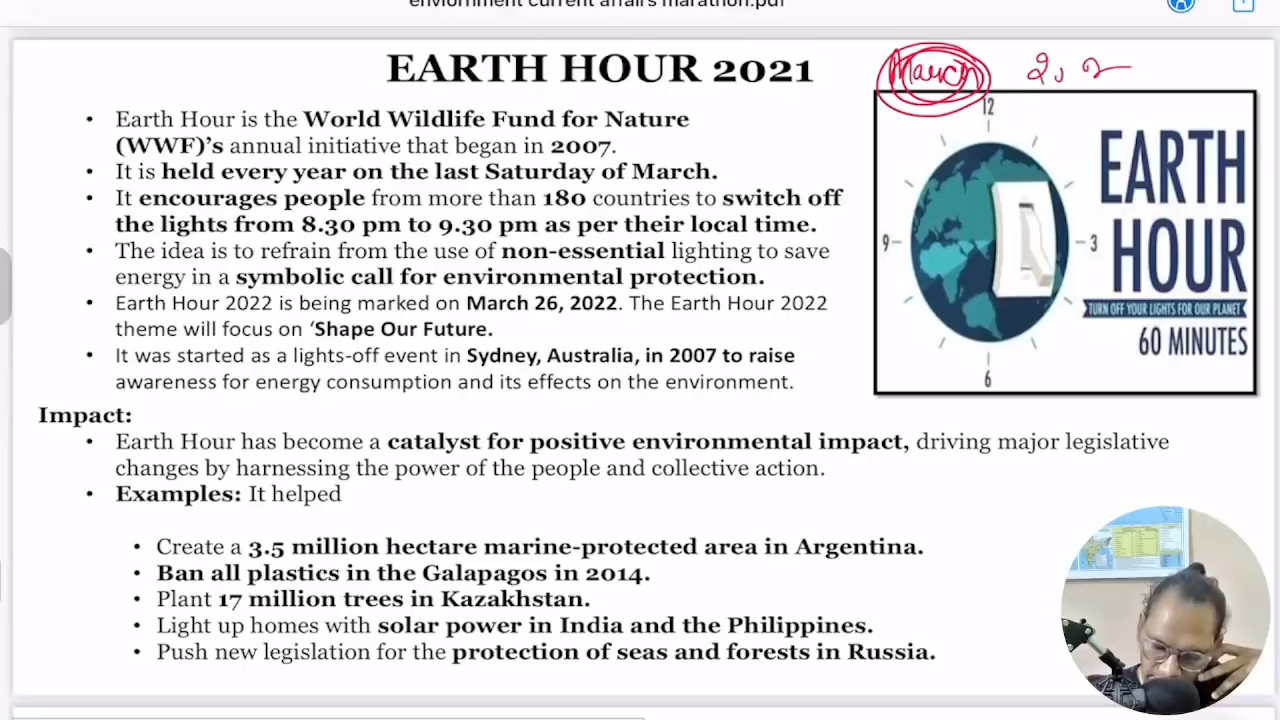 enviornment current affairs marathon.pdf
EARTH HOUR 2021
March
• Earth Hour is the World Wildlife Fund for Nature
(WWF)'s annual initiative that began in 2007.
• It is held every year on the last Saturday of March.
• It encourages people from more than 180 countries to switch off
the lights from 8.30 pm to 9.30 pm as per their local time.
• The idea is to refrain from the use of non-essential lighting to save
energy in a symbolic call for environmental protection.
• Earth Hour 2022 is being marked on March 26, 2022. The Earth Hour 2022
theme will focus on ‘Shape Our Future.
• It was started as a lights-off event in Sydney, Australia, in 2007 to raise
awareness for energy consumption and its effects on the environment.
12
9
3
6
EARTH
HOUR
TURN OFF YOUR LIGHTS FOR OUR PLANET
60 MINUTES
Impact:
• Earth Hour has become a catalyst for positive environmental impact, driving major legislative
changes by harnessing the power of the people and collective action.
• Examples: It helped
• Create a 3.5 million hectare marine-protected area in Argentina.
• Ban all plastics in the Galapagos in 2014.
• Plant 17 million trees in Kazakhstan.
• Light up homes with solar power in India and the Philippines.
• Push new legislation for the protection of seas and forests in Russia.